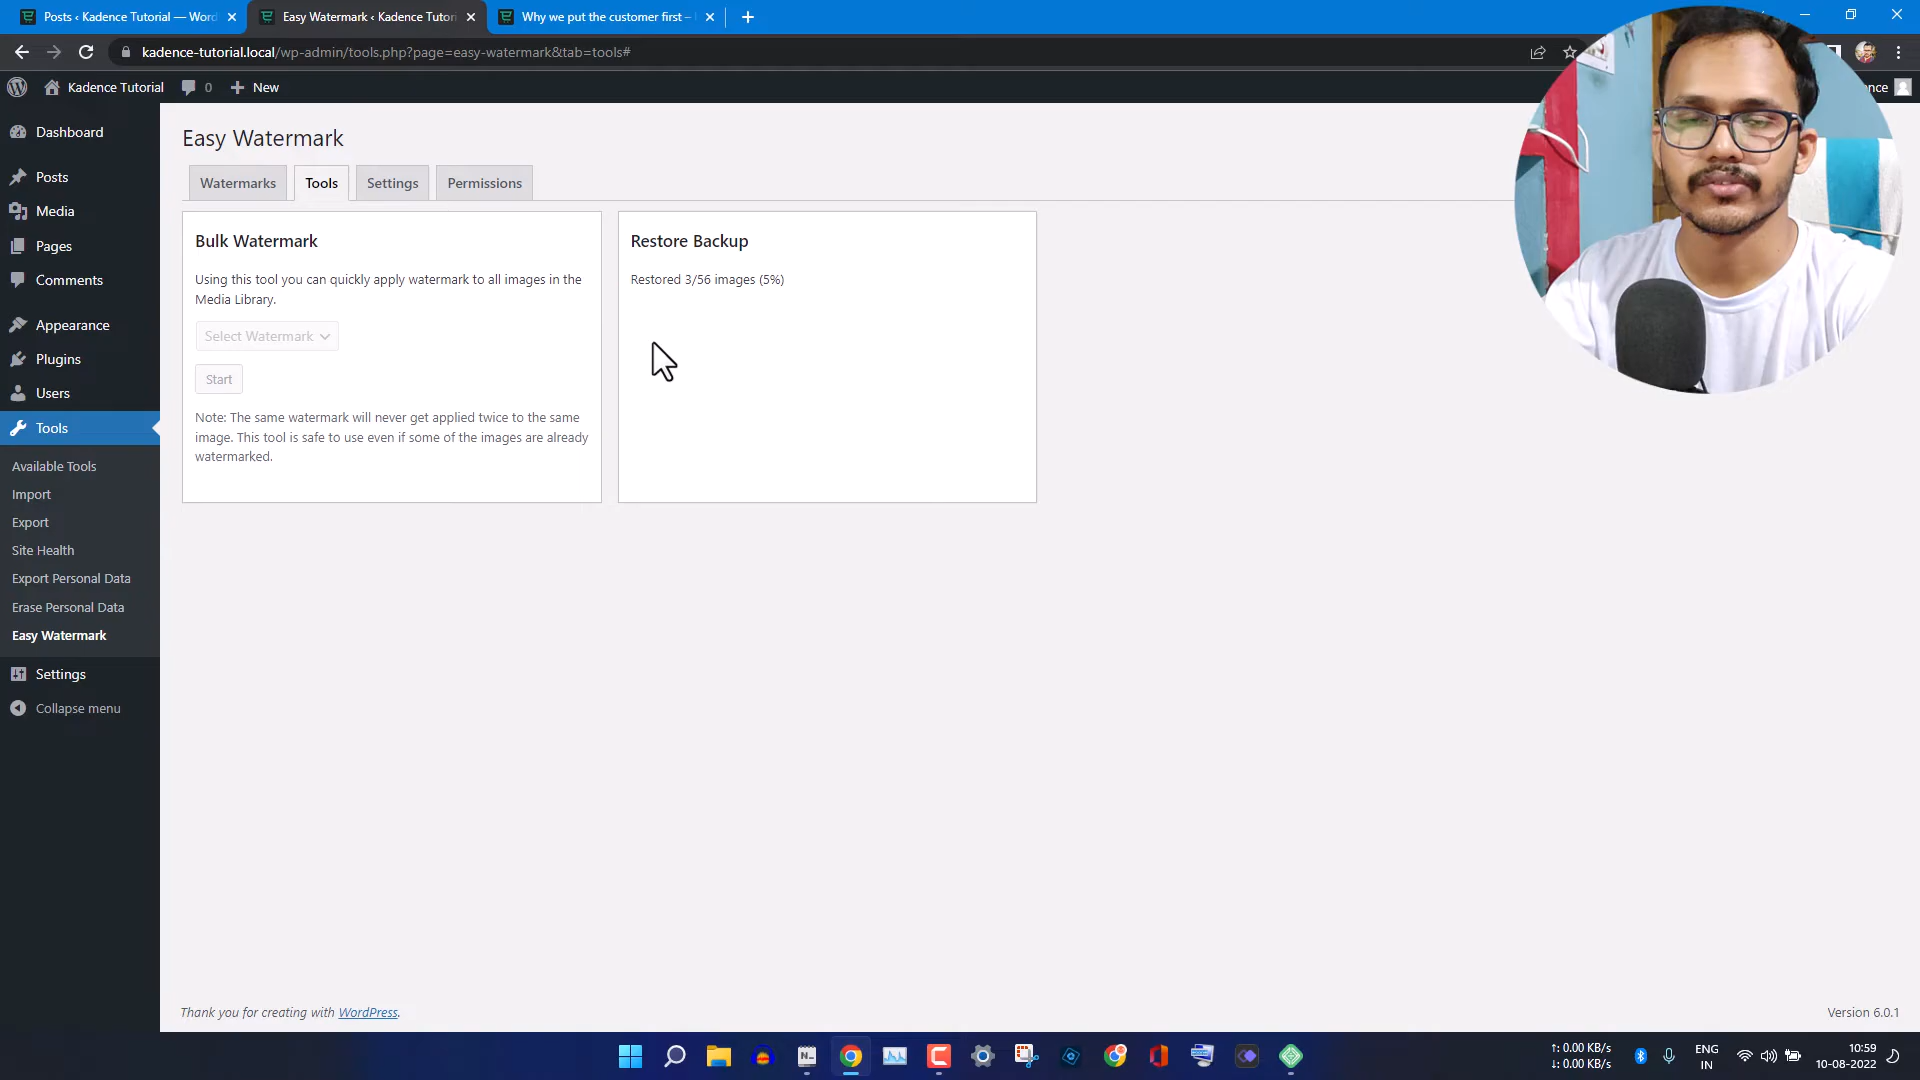 Posts ‹ Kadence Tutorial — Word
Easy Watermark ‹ Kadence Tutori
Why we put the customer first –
kadence-tutorial.local/wp-admin/tools.php?page=easy-watermark&tab=tools#
Kadence Tutorial
0
New
Dashboard
Posts
Media
Pages
Comments
Appearance
Plugins
Users
Tools
Available Tools
Import
Export
Site Health
Export Personal Data
Erase Personal Data
Easy Watermark
Settings
Collapse menu
Easy Watermark
Watermarks
Tools
Settings
Permissions
Bulk Watermark
Using this tool you can quickly apply watermark to all images in the
Media Library.
Select Watermark
Start
Note: The same watermark will never get applied twice to the same
image. This tool is safe to use even if some of the images are already
watermarked.
Restore Backup
Restored 3/56 images (5%)
Thank you for creating with WordPress.
Version 6.0.1
↑: 0.00 KB/s
↓: 0.00 KB/s
ENG
IN
10:59
10-08-2022